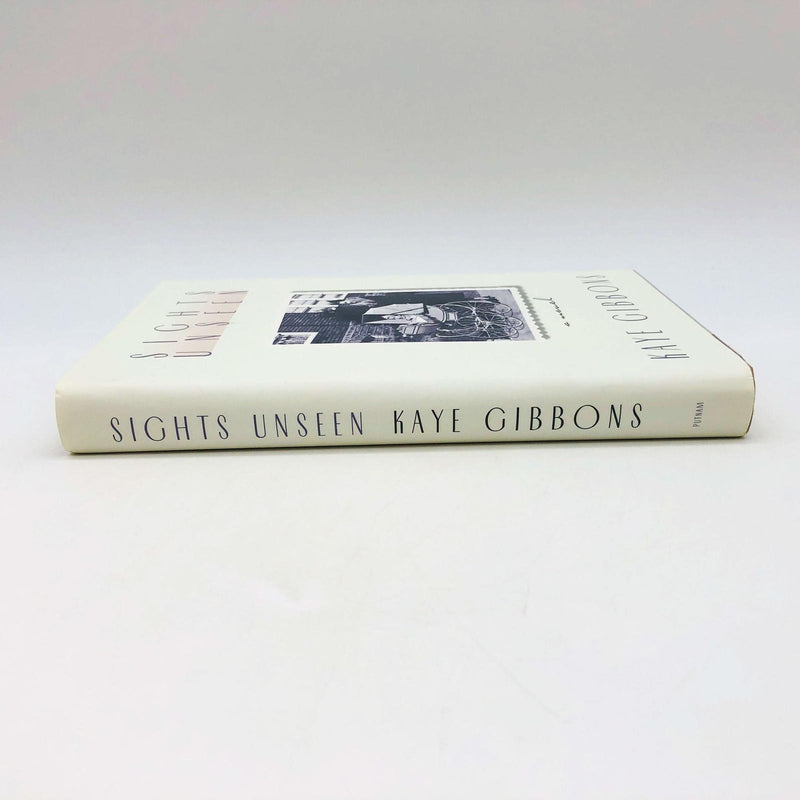 SIGHTS
UNSEEN
a novel
KAYE GIBBONS
SIGHTS UNSEEN KAYE GIBBONS PUTNAM